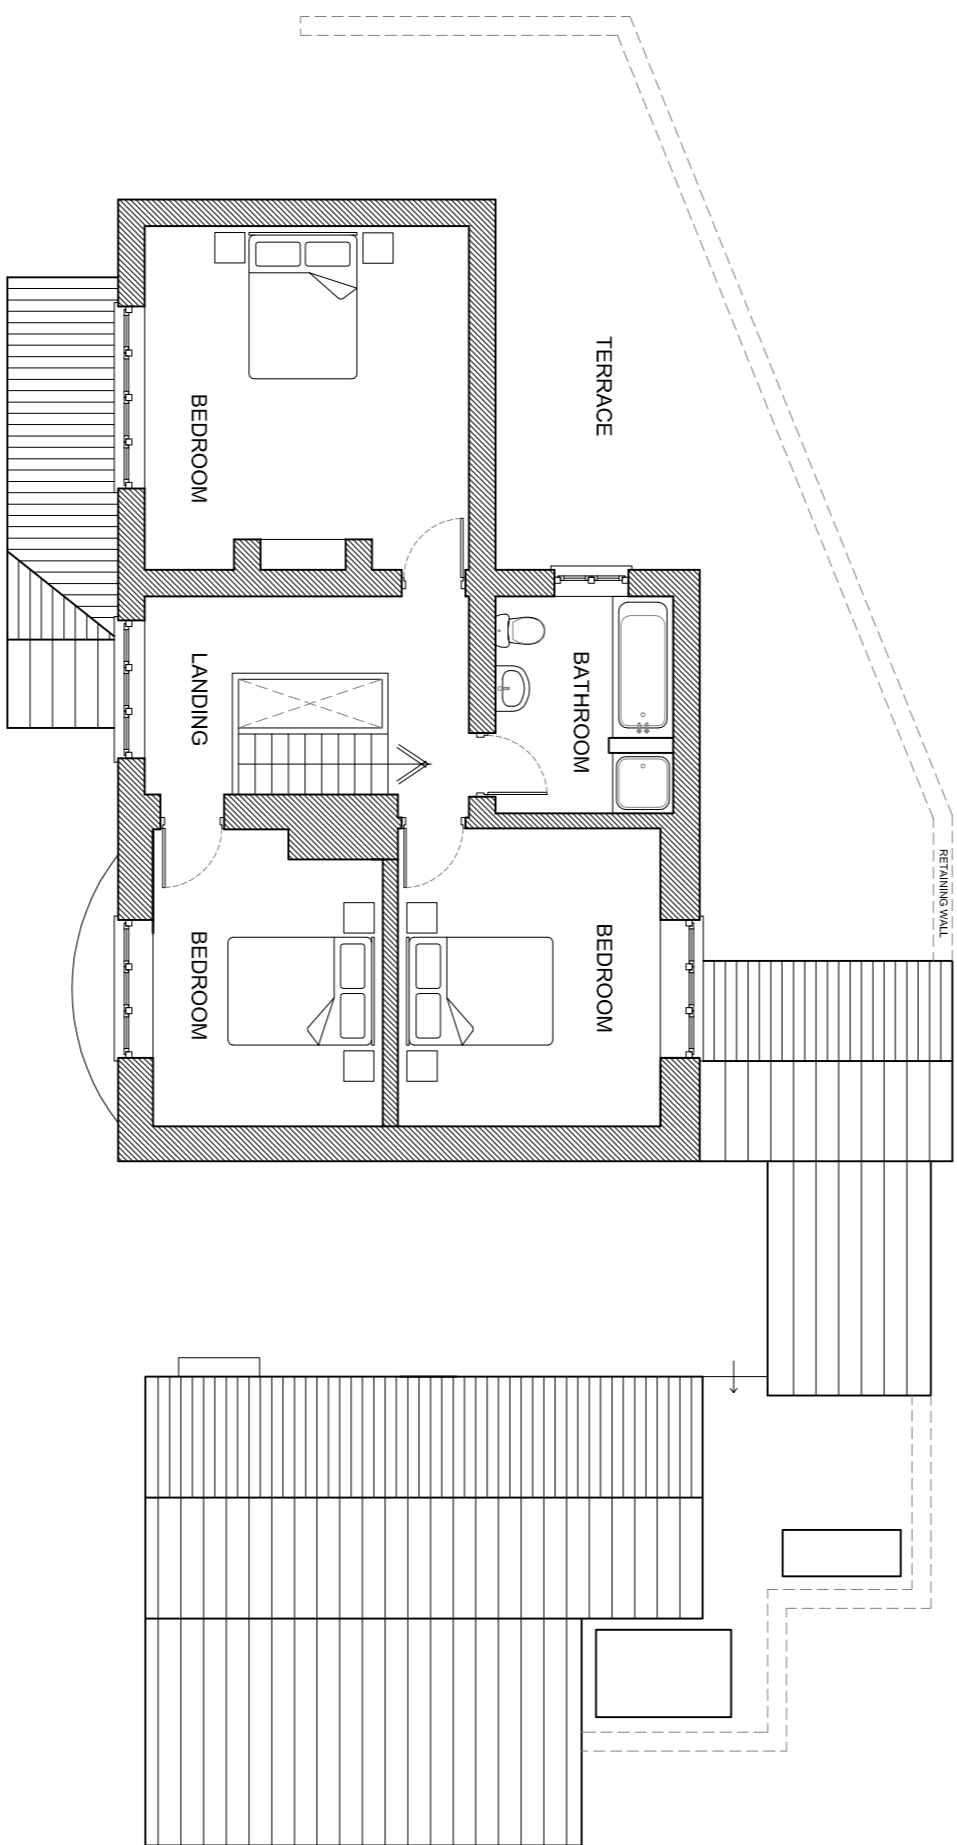 TERRACE
BEDROOM
BATHROOM
LANDING
RETAINING WALL
BEDROOM
BEDROOM